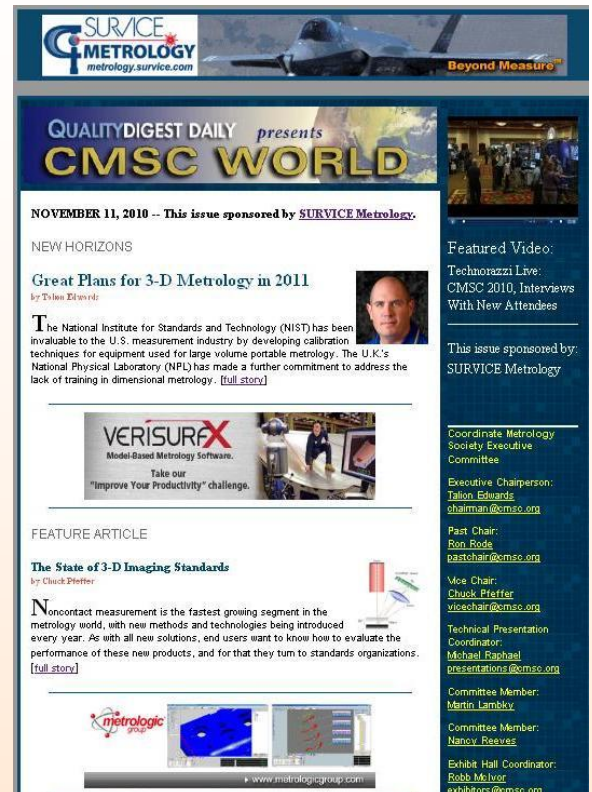 SURVICE
METROLOGY
metrology.survice.com
Beyond Measure™
QUALITYDIGEST DAILY presents
CMSC WORLD
NOVEMBER 11, 2010 -- This issue sponsored by SURVICE Metrology.
NEW HORIZONS
Great Plans for 3-D Metrology in 2011
by Talion Edwards
The National Institute for Standards and Technology (NIST) has been
invaluable to the U.S. measurement industry by developing calibration
techniques for equipment used for large volume portable metrology. The U.K.'s
National Physical Laboratory (NPL) has made a further commitment to address the
lack of training in dimensional metrology. [full story]
VERISURF X
Model-Based Metrology Software.
Take our
"Improve Your Productivity" challenge.
FEATURE ARTICLE
The State of 3-D Imaging Standards
by Chuck Pfeffer
Noncontact measurement is the fastest growing segment in the
metrology world, with new methods and technologies being introduced
every year. As with all new solutions, end users want to know how to evaluate the
performance of these new products, and for that they turn to standards organizations.
[full story]
metrologic
group
www.metrologicgroup.com
Featured Video:
Technorazzi Live:
CMSC 2010, Interviews
With New Attendees
This issue sponsored by:
SURVICE Metrology
Coordinate Metrology
Society Executive
Committee
Executive Chairperson:
Talion Edwards
chairman@cmsc.org
Past Chair:
Ron Rode
pastchair@cmsc.org
Vice Chair:
Chuck Pfeffer
vicechair@cmsc.org
Technical Presentation
Coordinator:
Michael Raphael
presentations@cmsc.org
Committee Member:
Martin Lambky
Committee Member:
Nancy Reeves
Exhibit Hall Coordinator:
Robb McIvor
exhibitors@cmsc.org